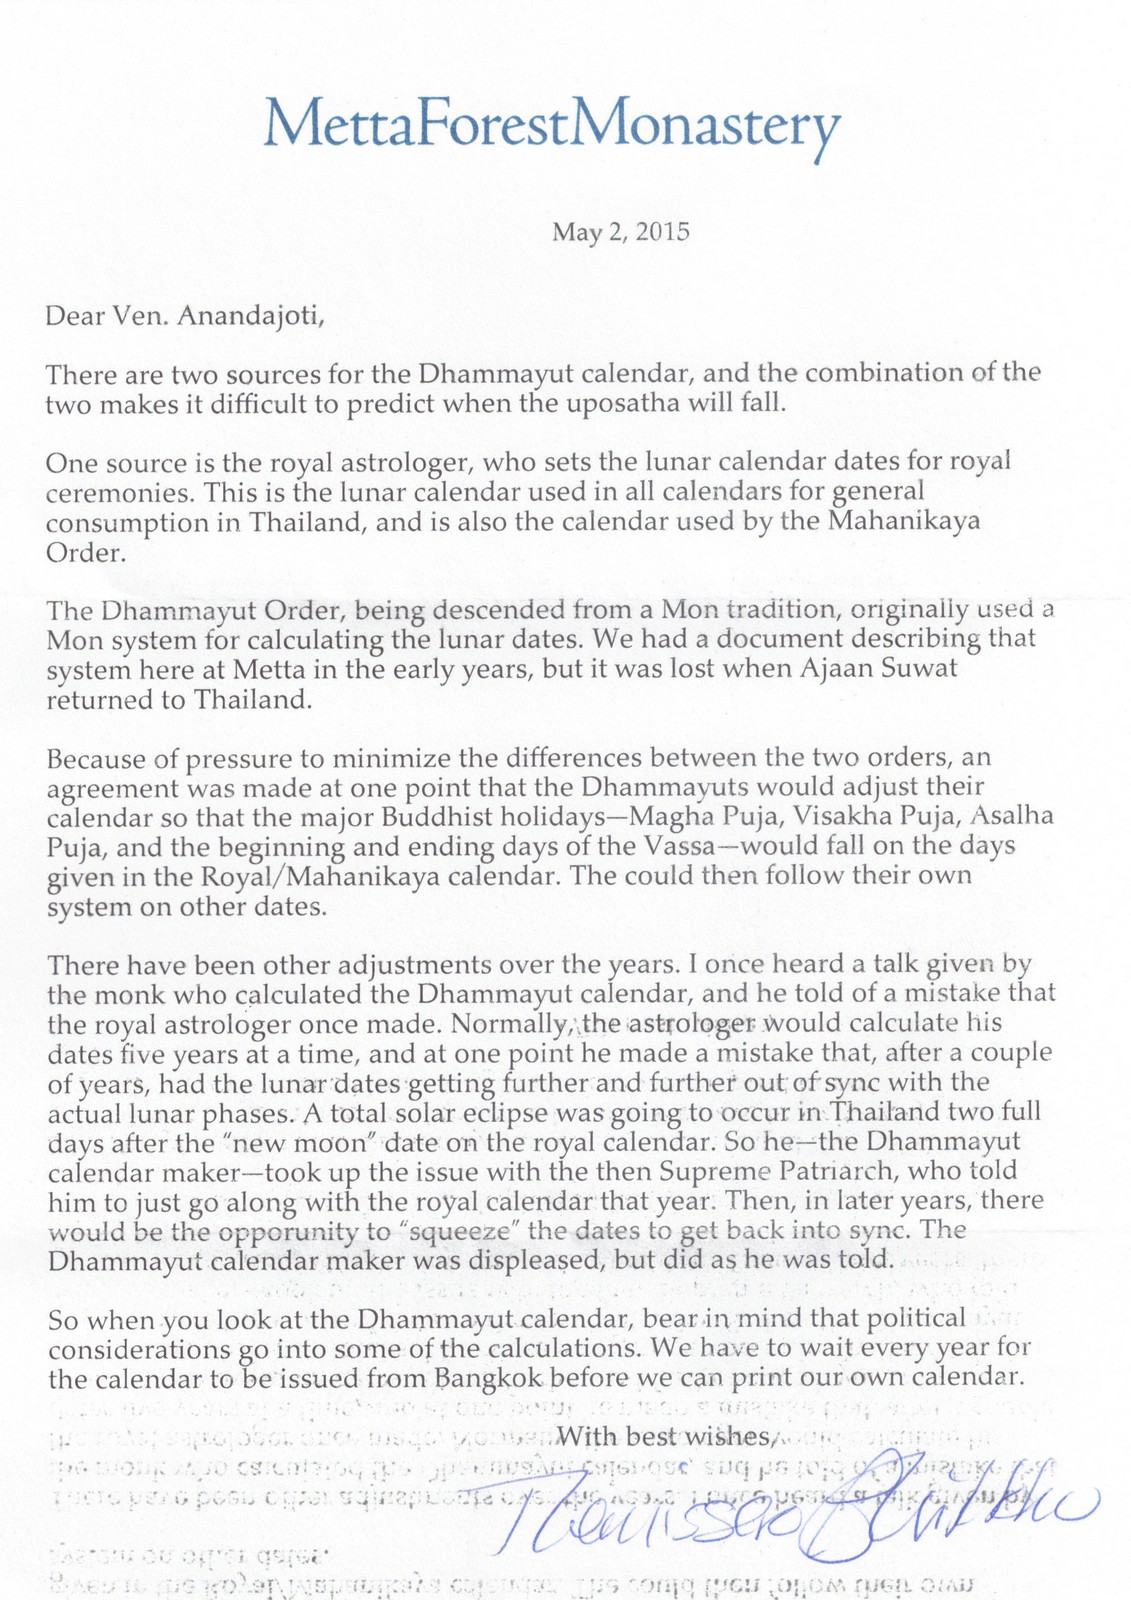 MettaForestMonastery
May 2, 2015
Dear Ven. Anandajoti,
There are two sources for the Dhammayut calendar, and the combination of the
two makes it difficult to predict when the uposatha will fall.
One source is the royal astrologer, who sets the lunar calendar dates for royal
ceremonies. This is the lunar calendar used in all calendars for general
consumption in Thailand, and is also the calendar used by the Mahanikaya
Order.
The Dhammayut Order, being descended from a Mon tradition, originally used a
Mon system for calculating the lunar dates. We had a document describing that
system here at Metta in the early years, but it was lost when Ajaan Suwat
returned to Thailand.
Because of pressure to minimize the differences between the two orders, an
agreement was made at one point that the Dhammayuts would adjust their
calendar so that the major Buddhist holidays—Magha Puja, Visakha Puja, Asalha
Puja, and the beginning and ending days of the Vassa—would fall on the days
given in the Royal/Mahanikaya calendar. The could then follow their own
system on other dates.
There have been other adjustments over the years. I once heard a talk given by
the monk who calculated the Dhammayut calendar, and he told of a mistake that
the royal astrologer once made. Normally, the astrologer would calculate his
dates five years at a time, and at one point he made a mistake that, after a couple
of years, had the lunar dates getting further and further out of sync with the
actual lunar phases. A total solar eclipse was going to occur in Thailand two full
days after the "new moon" date on the royal calendar. So he—the Dhammayut
calendar maker—took up the issue with the then Supreme Patriarch, who told
him to just go along with the royal calendar that year. Then, in later years, there
would be the opporunity to "squeeze" the dates to get back into sync. The
Dhammayut calendar maker was displeased, but did as he was told.
So when you look at the Dhammayut calendar, bear in mind that political
considerations go into some of the calculations. We have to wait every year for
the calendar to be issued from Bangkok before we can print our own calendar.
With best wishes,
Thanissaro Bhikkhu